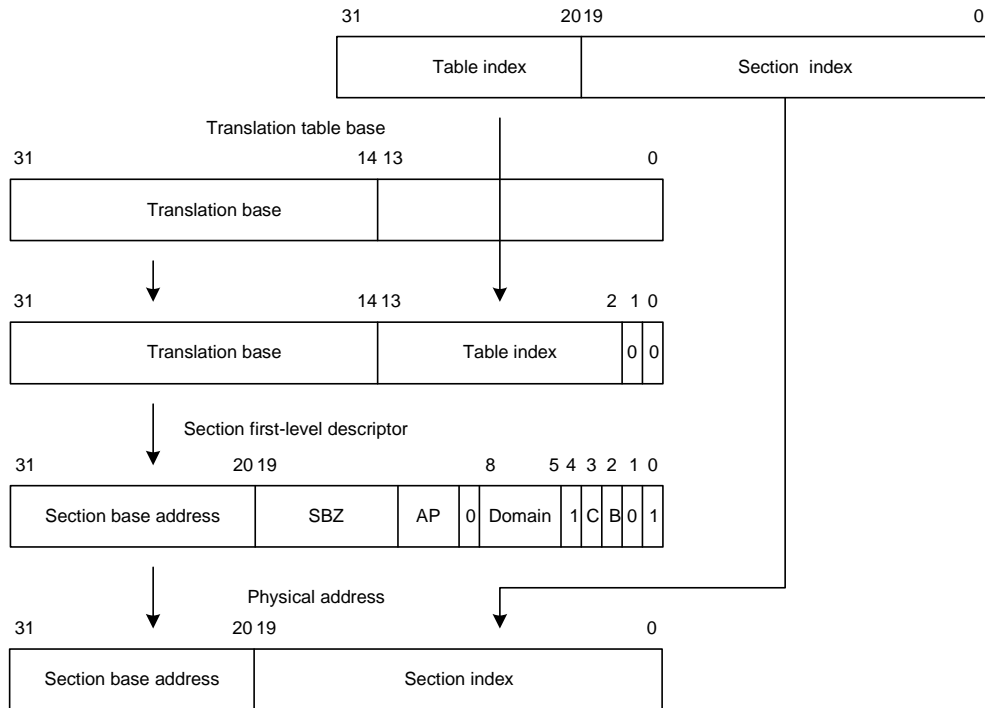 31 20 19 0
Table index Section index
Translation table base
31 14 13 0
Translation base
31 14 13 2 1 0
Translation base Table index 0 0
Section first-level descriptor
31 20 19 8 5 4 3 2 1 0
Section base address SBZ AP 0 Domain 1 C B 0 1
Physical address
31 20 19 0
Section base address Section index